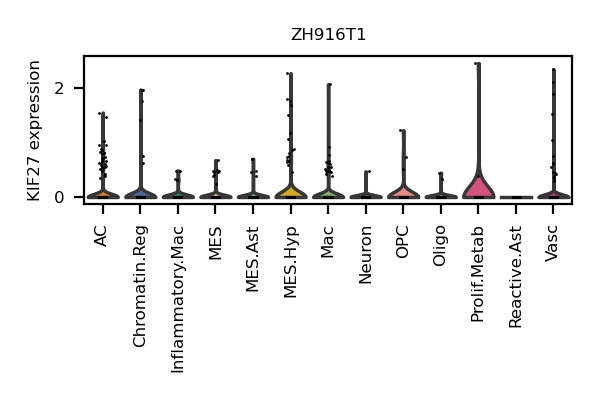 ZH916T1
KIF27 expression
2
0
AC
Chromatin.Reg
Inflammatory.Mac
MES
MES.Ast
MES.Hyp
Mac
Neuron
OPC
Oligo
Prolif.Metab
Reactive.Ast
Vasc